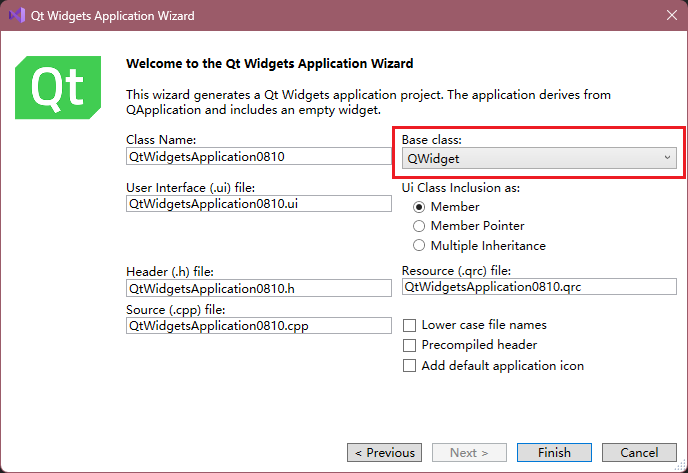 Qt Widgets Application Wizard
Qt
Welcome to the Qt Widgets Application Wizard
This wizard generates a Qt Widgets application project. The application derives from
QApplication and includes an empty widget.
Class Name:
QtWidgetsApplication0810
Base class:
QWidget
User Interface (.ui) file:
QtWidgetsApplication0810.ui
Ui Class Inclusion as:
Member
Member Pointer
Multiple Inheritance
Header (.h) file:
QtWidgetsApplication0810.h
Resource (.qrc) file:
QtWidgetsApplication0810.qrc
Source (.cpp) file:
QtWidgetsApplication0810.cpp
Lower case file names
Precompiled header
Add default application icon
< Previous
Next >
Finish
Cancel